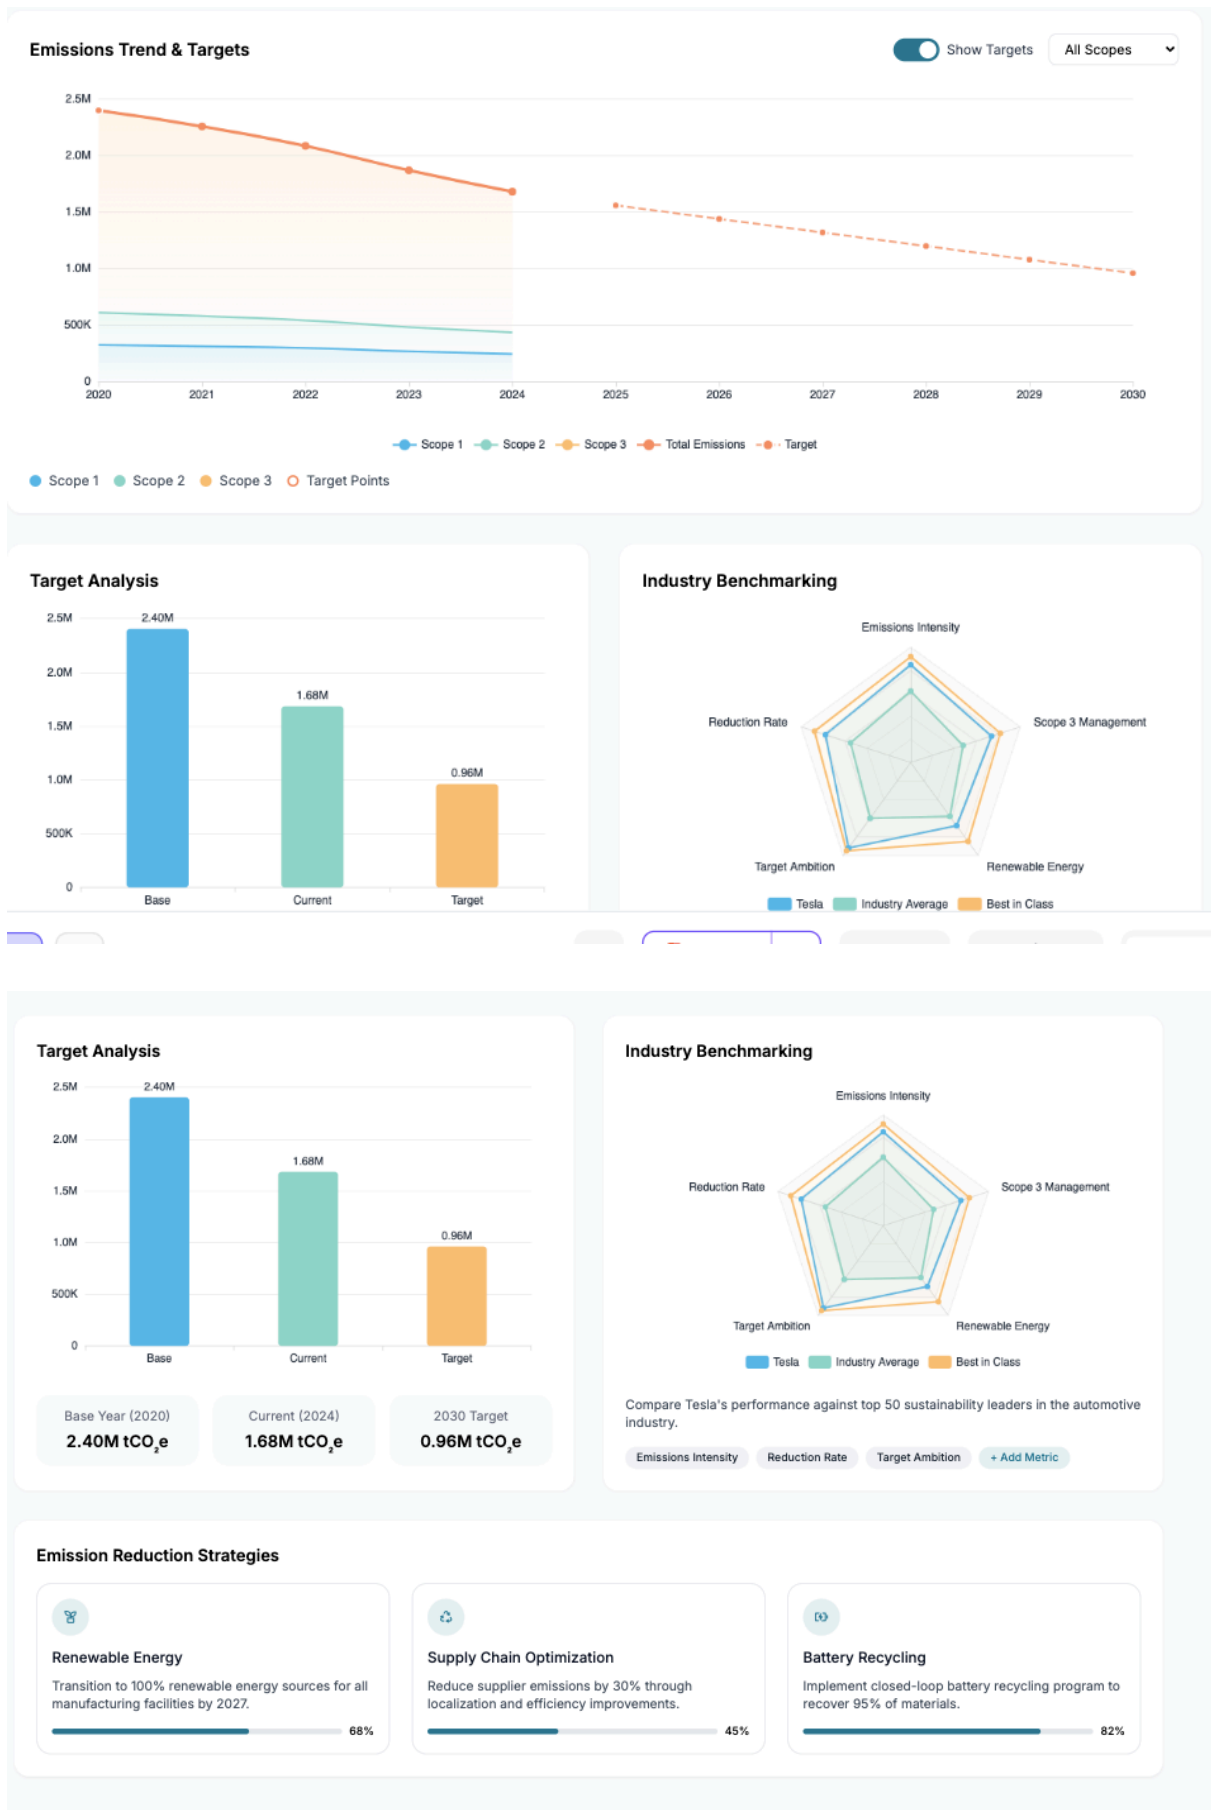 Emissions Trend & Targets
Show Targets
All Scopes
2.5M
2.0M
1.5M
1.0M
500K
0
2020 2021 2022 2023 2024 2025 2026 2027 2028 2029 2030
Scope 1 Scope 2 Scope 3 Total Emissions Target
Scope 1 Scope 2 Scope 3 Target Points
Target Analysis
2.5M
2.0M
1.5M
1.0M
500K
0
2.40M
1.68M
0.96M
Base Current Target
Industry Benchmarking
Emissions Intensity
Reduction Rate
Scope 3 Management
Target Ambition
Renewable Energy
Tesla Industry Average Best in Class
Target Analysis
2.5M
2.0M
1.5M
1.0M
500K
0
2.40M
1.68M
0.96M
Base Current Target
Base Year (2020)
2.40M tCO₂e
Current (2024)
1.68M tCO₂e
2030 Target
0.96M tCO₂e
Industry Benchmarking
Emissions Intensity
Reduction Rate
Scope 3 Management
Target Ambition
Renewable Energy
Tesla Industry Average Best in Class
Compare Tesla's performance against top 50 sustainability leaders in the automotive
industry.
Emissions Intensity Reduction Rate Target Ambition + Add Metric
Emission Reduction Strategies
Renewable Energy
Transition to 100% renewable energy sources for all
manufacturing facilities by 2027.
68%
Supply Chain Optimization
Reduce supplier emissions by 30% through
localization and efficiency improvements.
45%
Battery Recycling
Implement closed-loop battery recycling program to
recover 95% of materials.
82%